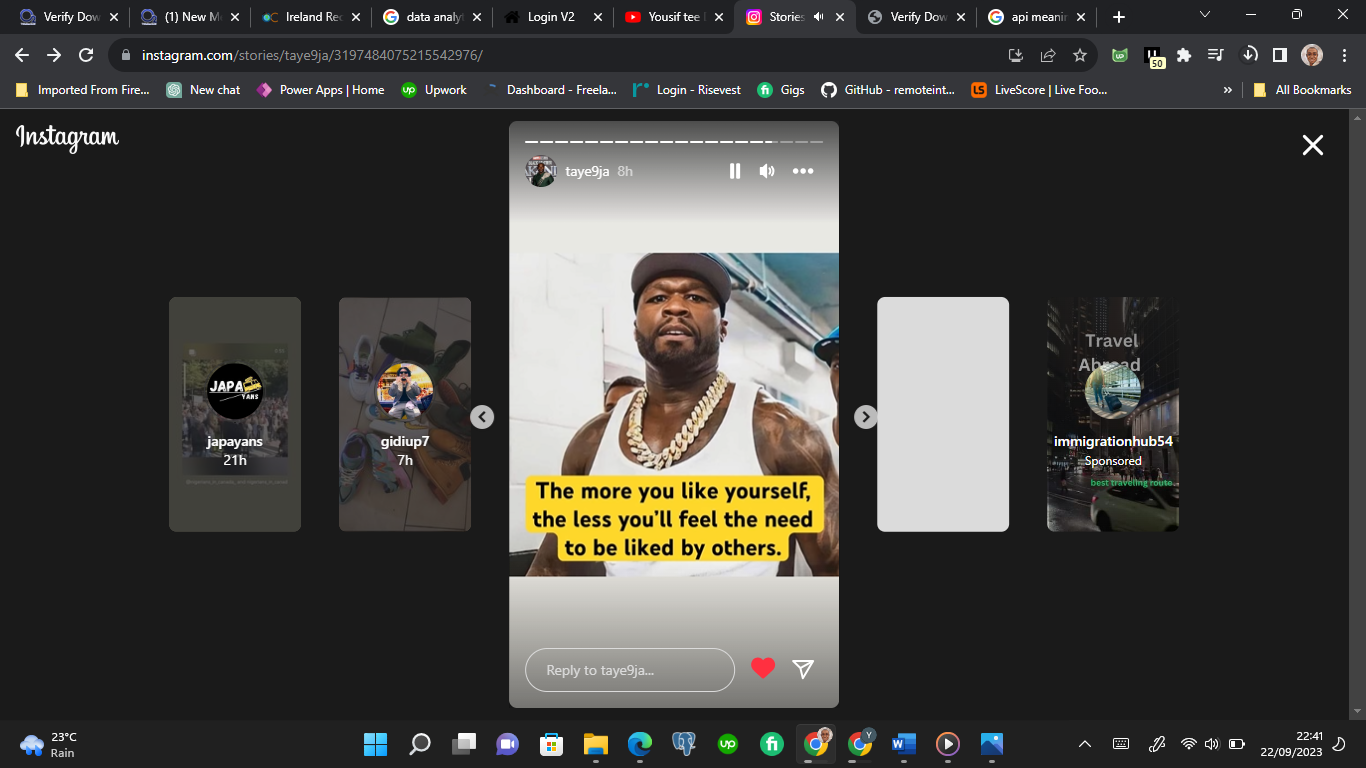 Verify Dow
(1) New M
Ireland Rec
data analyt
Login V2
Yousif tee
Stories
Verify Dow
api meanin
instagram.com/stories/taye9ja/3197484075215542976/
50
Imported From Fire...
New chat
Power Apps | Home
Upwork
Dashboard - Freela...
Login - Risevest
Gigs
GitHub - remoteint...
LiveScore | Live Foo...
»
All Bookmarks
Instagram
taye9ja 8h
JAPA
YANS
japayans
21h
gidiup7
7h
The more you like yourself,
the less you'll feel the need
to be liked by others.
Travel
Abroad
immigrationhub54
Sponsored
best traveling route.
Reply to taye9ja...
23°C
Rain
22:41
22/09/2023